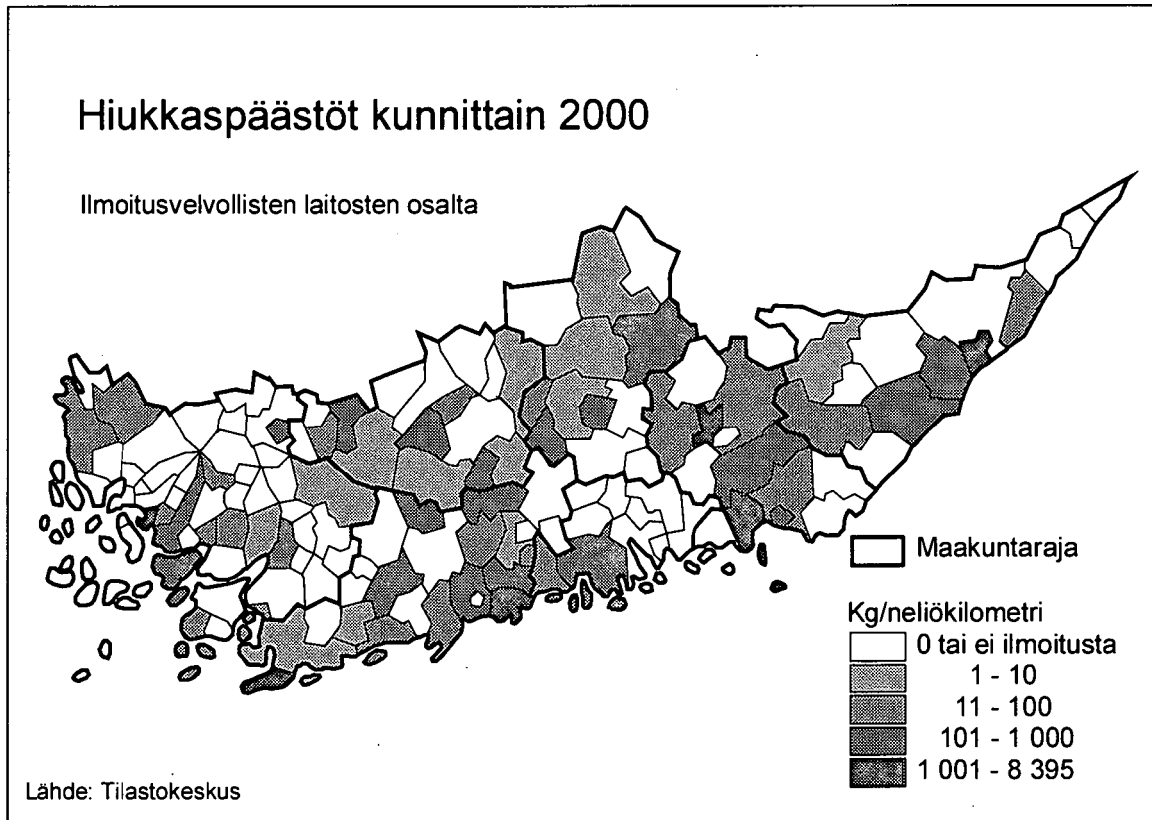 Hiukkaspäästöt kunnittain 2000
Ilmoitusvelvollisten laitosten osalta
Maakuntaraja
Kg/neliökilometri
0 tai ei ilmoitusta
1 - 10
11 - 100
101 - 1 000
1 001 - 8 395
Lähde: Tilastokeskus